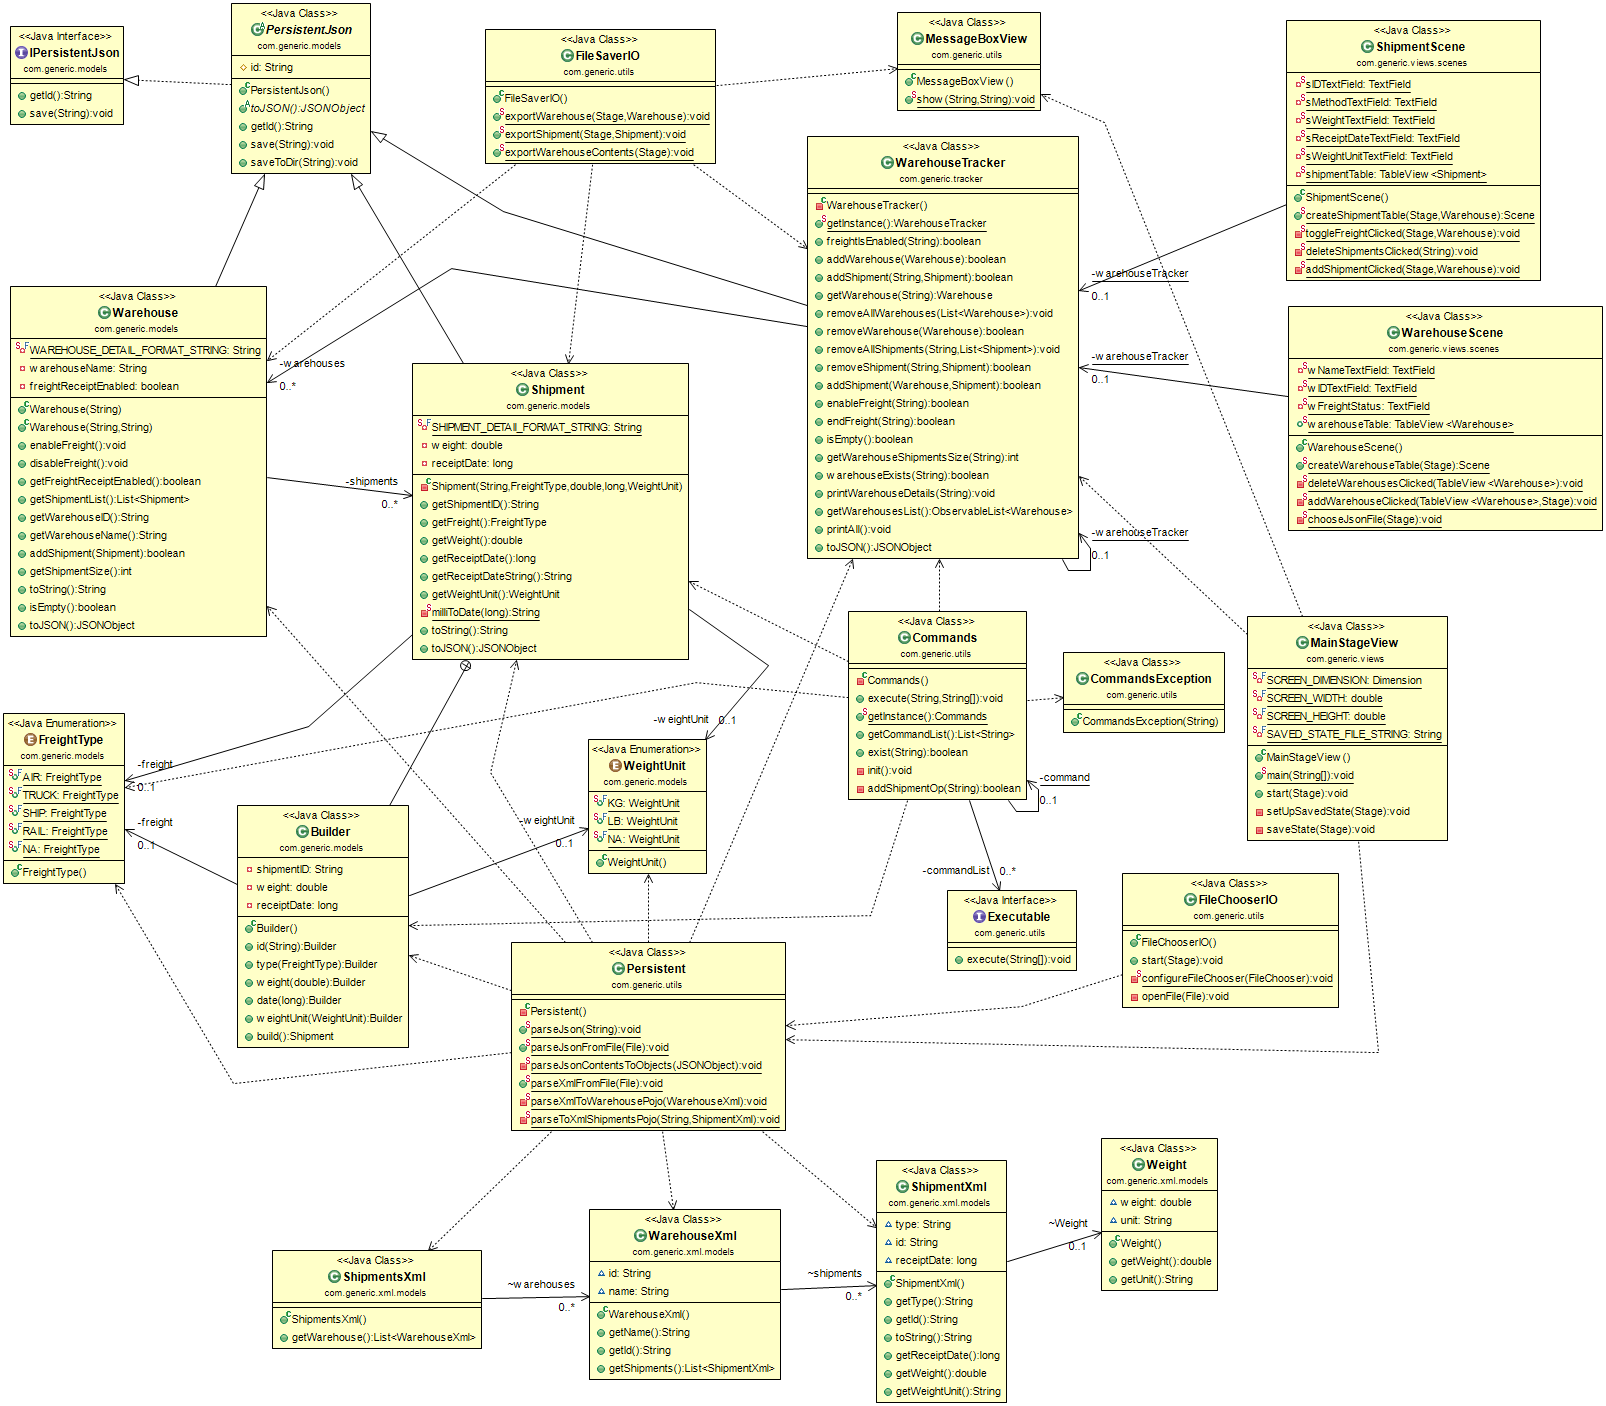 <<Java Interface>>
IPersistentJson
com.generic.models
getId():String
save(String):void
<<Java Class>>
PersistentJson
com.generic.models
id: String
PersistentJson()
toJSON():JSONObject
getId():String
save(String):void
saveToDir(String):void
<<Java Class>>
FileSaverIO
com.generic.utils
FileSaverIO()
exportWarehouse(Stage,Warehouse):void
exportShipment(Stage,Shipment):void
exportWarehouseContents(Stage):void
<<Java Class>>
MessageBoxView
com.generic.utils
MessageBoxView()
show(String,String):void
<<Java Class>>
ShipmentScene
com.generic.views.scenes
sIDTextField: TextField
sMethodTextField: TextField
sWeightTextField: TextField
sReceiptDateTextField: TextField
sWeightUnitTextField: TextField
shipmentTable: TableView<Shipment>
ShipmentScene()
createShipmentTable(Stage,Warehouse):Scene
toggleFreightClicked(Stage,Warehouse):void
deleteShipmentsClicked(String):void
addShipmentClicked(Stage,Warehouse):void
<<Java Class>>
WarehouseTracker
com.generic.tracker
WarehouseTracker()
getInstance():WarehouseTracker
freightIsEnabled(String):boolean
addWarehouse(Warehouse):boolean
addShipment(String,Shipment):boolean
getWarehouse(String):Warehouse
removeAllWarehouses(List<Warehouse>):void
removeWarehouse(Warehouse):boolean
removeAllShipments(String,List<Shipment>):void
removeShipment(String,Shipment):boolean
addShipment(Warehouse,Shipment):boolean
enableFreight(String):boolean
endFreight(String):boolean
isEmpty():boolean
getWarehouseShipmentsSize(String):int
warehouseExists(String):boolean
printWarehouseDetails(String):void
getWarehousesList():ObservableList<Warehouse>
printAll():void
toJSON():JSONObject
-warehouseTracker
0..1
-warehouseTracker
0..1
-warehouseTracker
0..1
<<Java Class>>
WarehouseScene
com.generic.views.scenes
wNameTextField: TextField
wIDTextField: TextField
wFreightStatus: TextField
warehouseTable: TableView<Warehouse>
WarehouseScene()
createWarehouseTable(Stage):Scene
deleteWarehousesClicked(TableView<Warehouse>):void
addWarehouseClicked(TableView<Warehouse>,Stage):void
chooseJsonFile(Stage):void
<<Java Class>>
Warehouse
com.generic.models
WAREHOUSE_DETAIL_FORMAT_STRING: String
warehouseName: String
freightReceiptEnabled: boolean
Warehouse(String)
Warehouse(String,String)
enableFreight():void
disableFreight():void
getFreightReceiptEnabled():boolean
getShipmentList():List<Shipment>
getWarehouseID():String
getWarehouseName():String
addShipment(Shipment):boolean
getShipmentSize():int
toString():String
isEmpty():boolean
toJSON():JSONObject
-warehouses
0..*
-shipments
0..*
<<Java Class>>
Shipment
com.generic.models
SHIPMENT_DETAIl_FORMAT_STRING: String
weight: double
receiptDate: long
Shipment(String,FreightType,double,long,WeightUnit)
getShipmentID():String
getFreight():FreightType
getWeight():double
getReceiptDate():long
getReceiptDateString():String
getWeightUnit():WeightUnit
milliToDate(long):String
toString():String
toJSON():JSONObject
<<Java Class>>
Commands
com.generic.utils
Commands()
execute(String,String[]):void
getInstance():Commands
getCommandList():List<String>
exist(String):boolean
init():void
addShipmentOp(String):boolean
-command
0..1
<<Java Class>>
CommandsException
com.generic.utils
CommandsException(String)
<<Java Class>>
MainStageView
com.generic.views
SCREEN_DIMENSION: Dimension
SCREEN_WIDTH: double
SCREEN_HEIGHT: double
SAVED_STATE_FILE_STRING: String
MainStageView()
main(String[]):void
start(Stage):void
setUpSavedState(Stage):void
saveState(Stage):void
<<Java Enumeration>>
FreightType
com.generic.models
AIR: FreightType
TRUCK: FreightType
SHIP: FreightType
RAIL: FreightType
NA: FreightType
FreightType()
-freight
0..1
-freight
0..1
-weightUnit
0..1
<<Java Enumeration>>
WeightUnit
com.generic.models
KG: WeightUnit
LB: WeightUnit
NA: WeightUnit
WeightUnit()
-weightUnit
0..1
<<Java Class>>
Builder
com.generic.models
shipmentID: String
weight: double
receiptDate: long
Builder()
id(String):Builder
type(FreightType):Builder
weight(double):Builder
date(long):Builder
weightUnit(WeightUnit):Builder
build():Shipment
-commandList
0..*
<<Java Interface>>
Executable
com.generic.utils
execute(String[]):void
<<Java Class>>
FileChooserIO
com.generic.utils
FileChooserIO()
start(Stage):void
configureFileChooser(FileChooser):void
openFile(File):void
<<Java Class>>
Persistent
com.generic.utils
Persistent()
parseJson(String):void
parseJsonFromFile(File):void
parseJsonContentsToObjects(JSONObject):void
parseXmlFromFile(File):void
parseXmlToWarehousePojo(WarehouseXml):void
parseToXmlShipmentsPojo(String,ShipmentXml):void
<<Java Class>>
ShipmentsXml
com.generic.xml.models
ShipmentsXml()
getWarehouse():List<WarehouseXml>
~warehouses
0..*
<<Java Class>>
WarehouseXml
com.generic.xml.models
id: String
name: String
WarehouseXml()
getName():String
getId():String
getShipments():List<ShipmentXml>
~shipments
0..*
<<Java Class>>
ShipmentXml
com.generic.xml.models
type: String
id: String
receiptDate: long
ShipmentXml()
getType():String
getId():String
toString():String
getReceiptDate():long
getWeight():double
getWeightUnit():String
~Weight
0..1
<<Java Class>>
Weight
com.generic.xml.models
weight: double
unit: String
Weight()
getWeight():double
getUnit():String